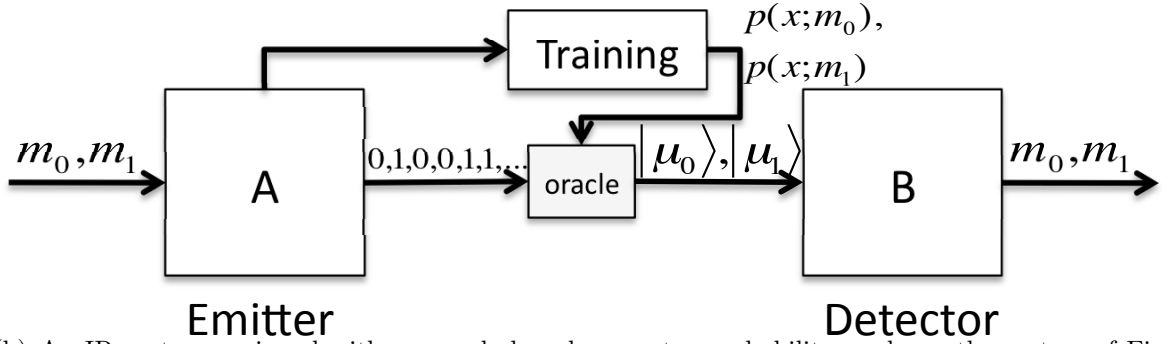 p(x;m₀),
Training
p(x;m₁)
m₀,m₁
A
0,1,0,0,1,1,...
oracle
|μ₀⟩,|μ₁⟩
B
m₀,m₁
Emitter
Detector